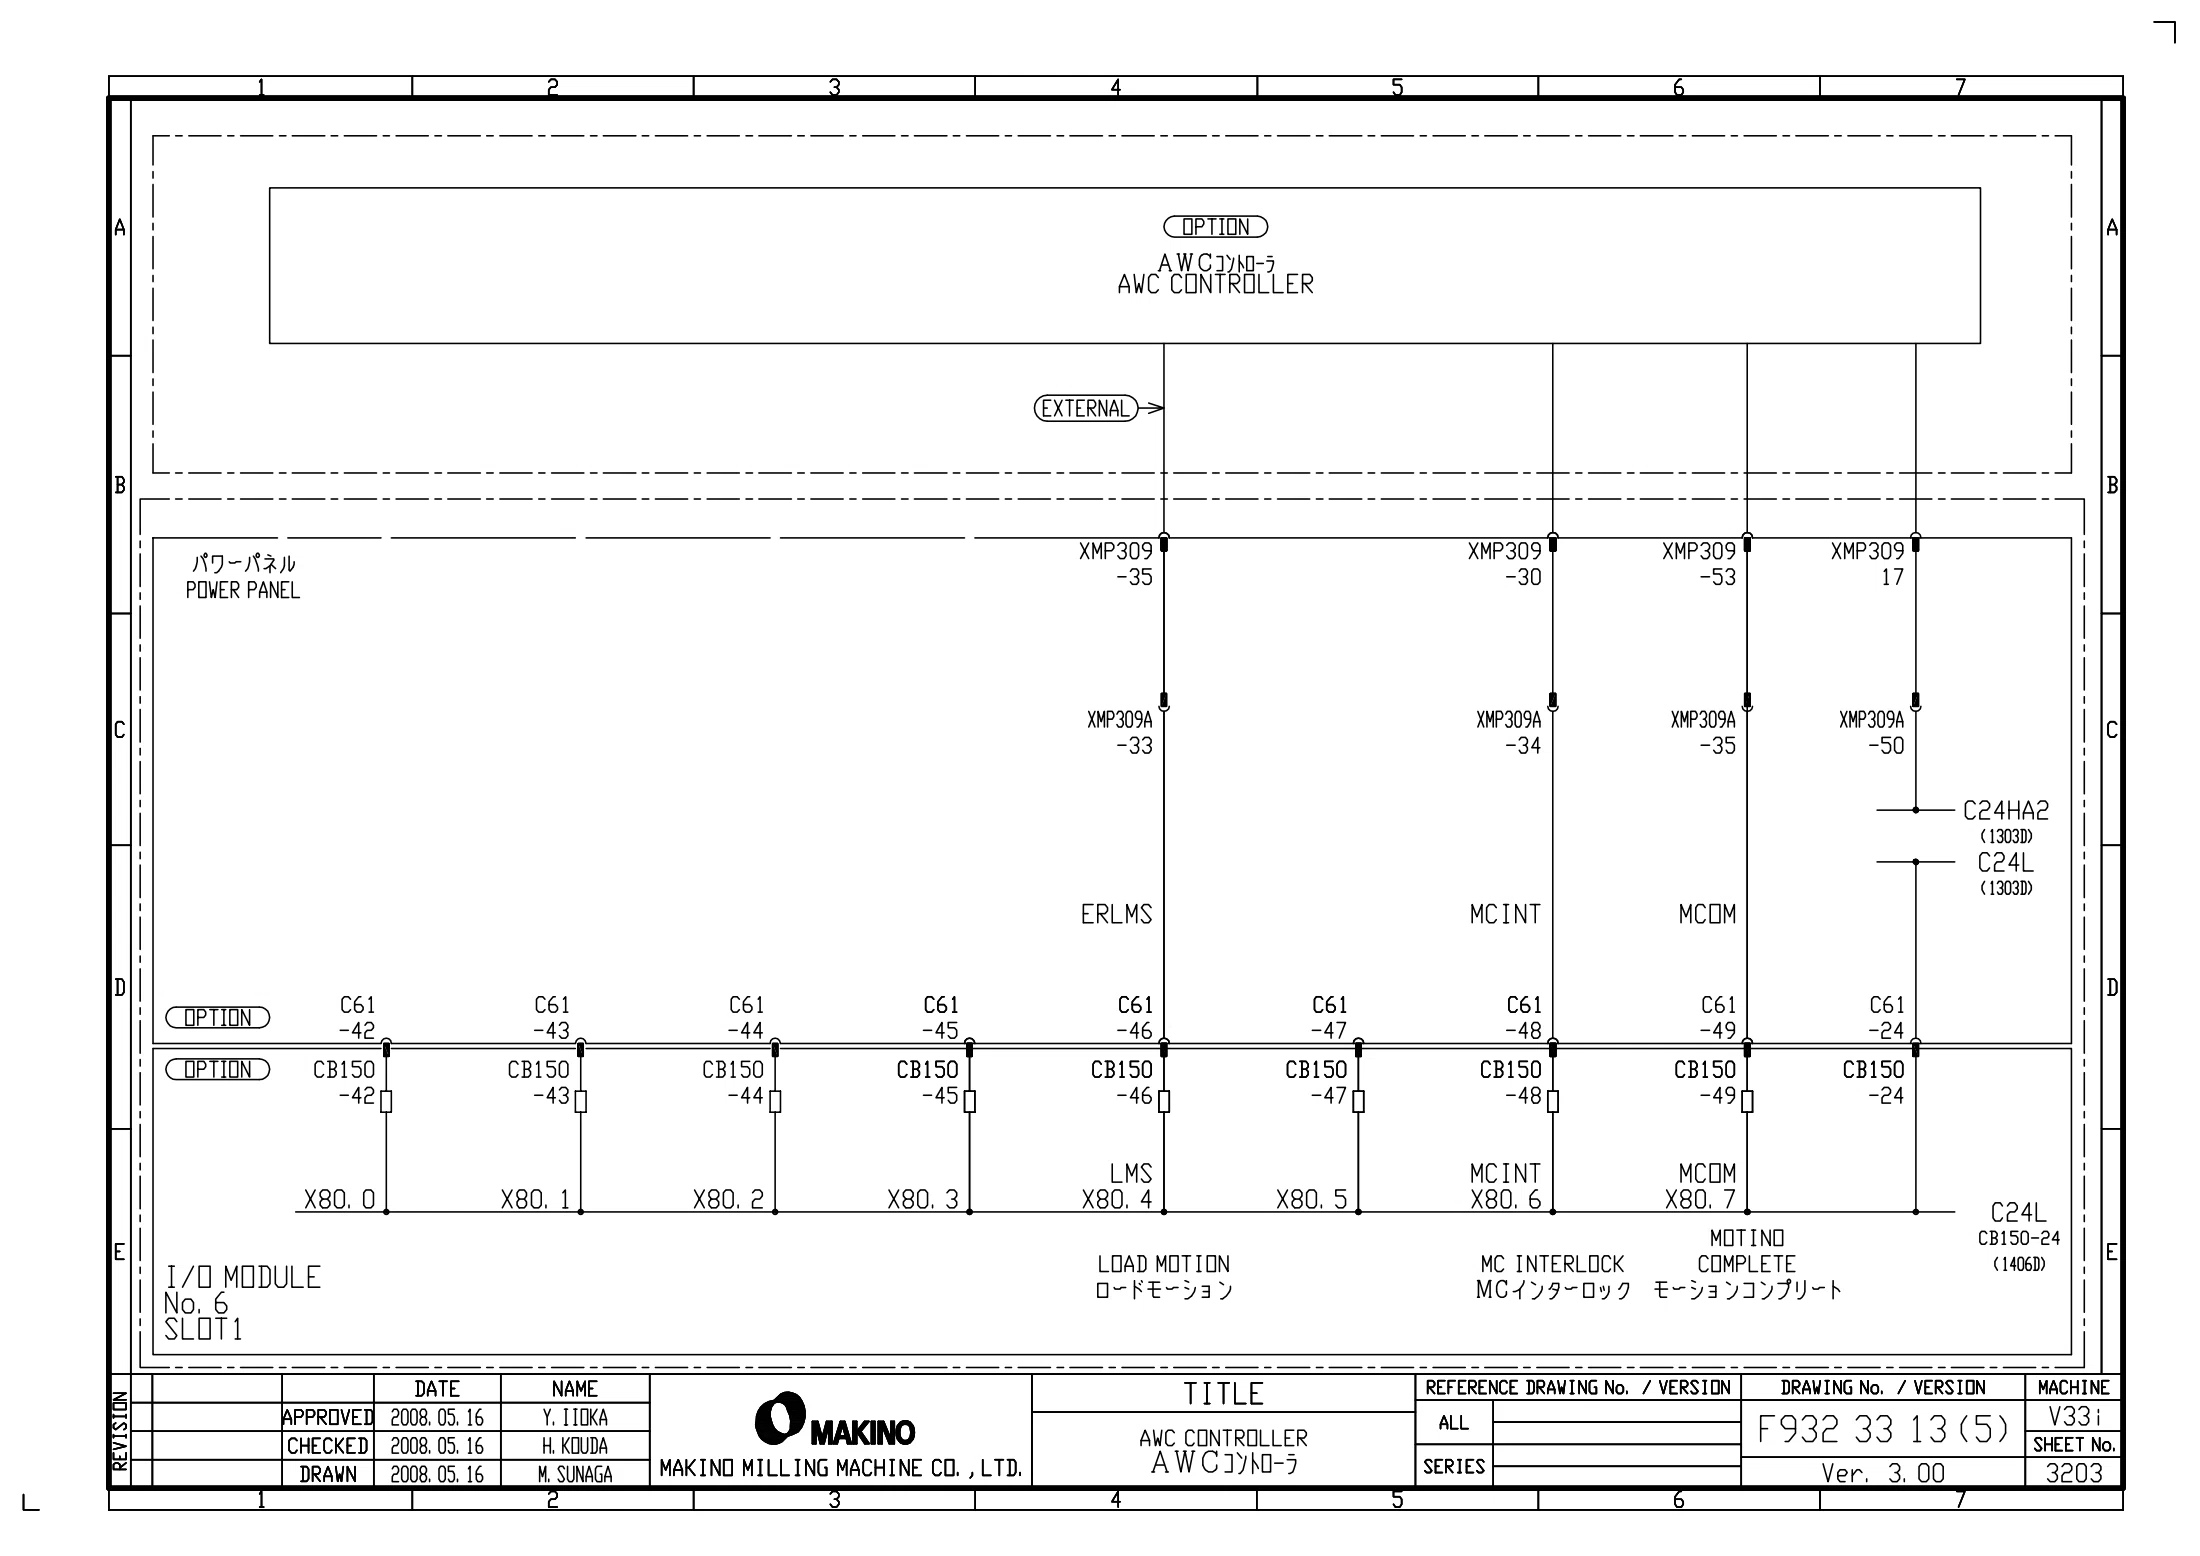 1 2 3 4 5 6 7
A A
OPTION
AWCコントローラ
AWC CONTROLLER
EXTERNAL
B B
パワーパネル
POWER PANEL
XMP309 XMP309 XMP309 XMP309
-35 -30 -53 17
C C
XMP309A XMP309A XMP309A XMP309A
-33 -34 -35 -50
C24HA2
(1303D)
C24L
(1303D)
ERLMS MCINT MCOM
D D
OPTION
C61 C61 C61 C61 C61 C61 C61 C61 C61
-42 -43 -44 -45 -46 -47 -48 -49 -24
OPTION
CB150 CB150 CB150 CB150 CB150 CB150 CB150 CB150 CB150
-42 -43 -44 -45 -46 -47 -48 -49 -24
LMS MCINT MCOM
X80.0 X80.1 X80.2 X80.3 X80.4 X80.5 X80.6 X80.7
C24L
CB150-24
(1406D)
E E
MOTINO
LOAD MOTION MC INTERLOCK COMPLETE
ロードモーション MCインターロック モーションコンプリート
I/O MODULE
No.6
SLOT1
REVISION
DATE NAME
APPROVED 2008.05.16 Y.IIOKA
CHECKED 2008.05.16 H.KOUDA
DRAWN 2008.05.16 M.SUNAGA
MAKINO
MAKINO MILLING MACHINE CO.,LTD.
TITLE
AWC CONTROLLER
AWCコントローラ
REFERENCE DRAWING No. / VERSION
ALL
SERIES
DRAWING No. / VERSION
F932 33 13(5)
Ver. 3.00
MACHINE
V33i
SHEET No.
3203
1 2 3 4 5 6 7